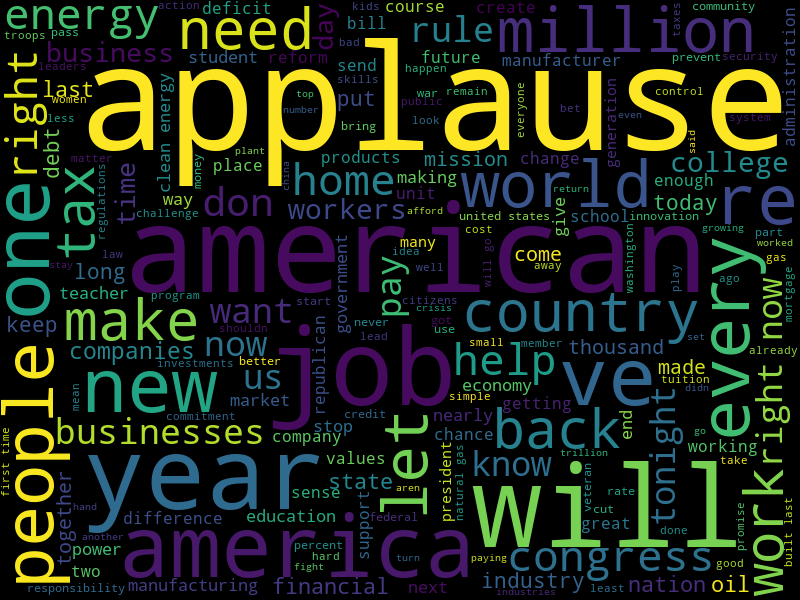 energy
need
day
course
bill
deficit
action
kids
create
community
troops
pass
leaders
business
student
reform
send
rule
future
happen
million
manufacturer
taxes
prevent
security
administration
right
last
women
less
applause
bad
skills
top
number
put
bring
war
remain
public
look
everyone
bet
generation
control
even
system
said
debt
matter
regulations
clean energy
plant
money
place
products
mission
change
college
tax
time
way
challenge
don
china
home
workers
making
unit
afford
world
united states
cost
give
return
school
innovation
enough
today
re
growing
one
law
stay
long
teacher
program
american
many
idea
well
citizens
come
away
will go
washington
play
part
worked
gas
ago
mortgage
keep
make
want
start
government
pay
never
crisis
got
use
country
set
every
companies
now
shouldn
republican
lead
job
small
member
help
thousand
made
already
tuition
didn
right now
mean
new
investments
better
us
market
commitment
credit
economy
simple
ve
getting
people
businesses
company
stop
let
nearly
chance
back
end
trillion
tonight
go
working
take
work
first time
together
hand
year
values
sense
state
president
natural gas
know
veteran
cut
rate
great
will
done
promise
built last
difference
education
support
federal
aren
another
power
two
america
percent
hard
fight
turn
paying
congress
good
responsibility
manufacturing
financial
next
industry
industries
least
nation
oil